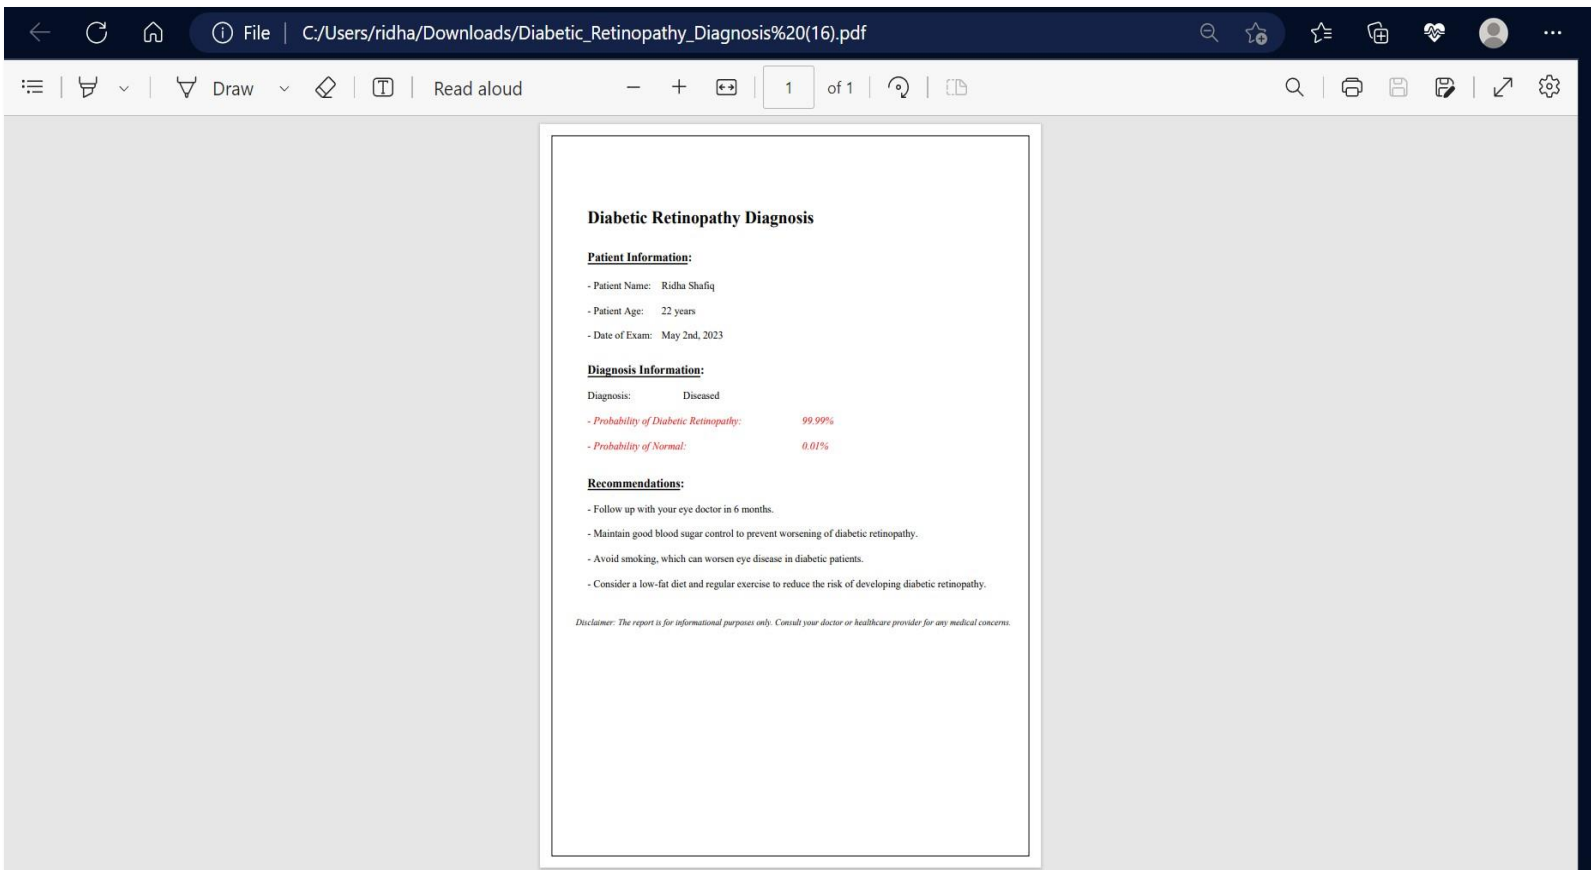 File | C:/Users/ridha/Downloads/Diabetic_Retinopathy_Diagnosis%20(16).pdf
Draw Read aloud 1 of 1
Diabetic Retinopathy Diagnosis
Patient Information:
- Patient Name: Ridha Shafiq
- Patient Age: 22 years
- Date of Exam: May 2nd, 2023
Diagnosis Information:
Diagnosis: Diseased
- Probability of Diabetic Retinopathy: 99.99%
- Probability of Normal: 0.01%
Recommendations:
- Follow up with your eye doctor in 6 months.
- Maintain good blood sugar control to prevent worsening of diabetic retinopathy.
- Avoid smoking, which can worsen eye disease in diabetic patients.
- Consider a low-fat diet and regular exercise to reduce the risk of developing diabetic retinopathy.
Disclaimer: The report is for informational purposes only. Consult your doctor or healthcare provider for any medical concerns.